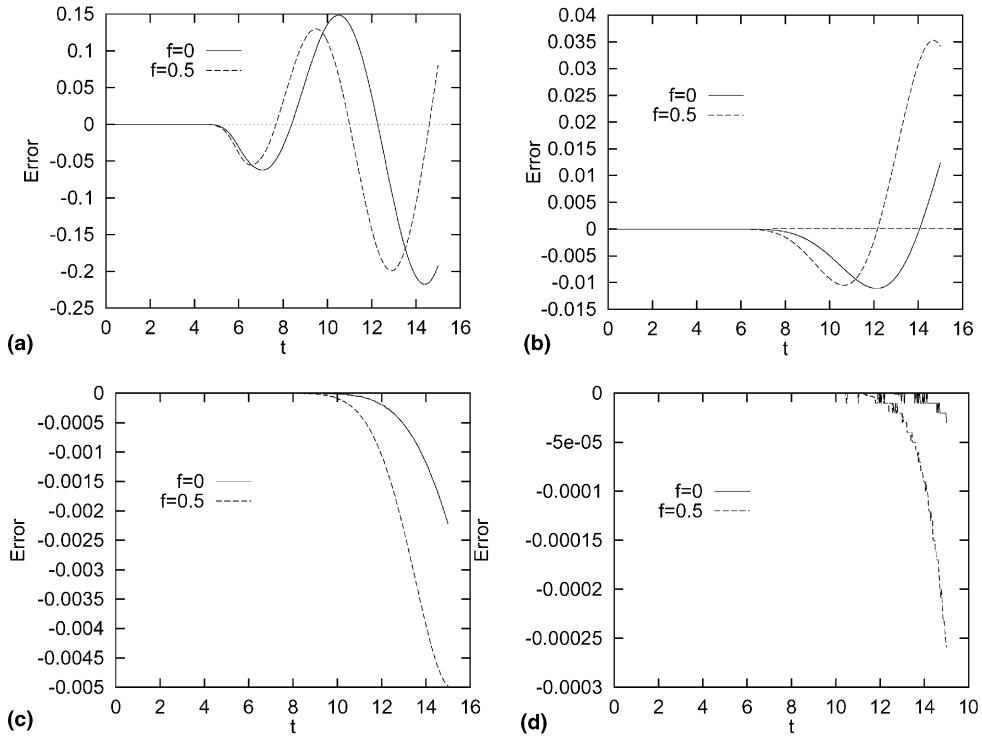 0.15
0.1
0.05
0
-0.05
-0.1
-0.15
-0.2
-0.25
Error
f=0
f=0.5
0 2 4 6 8 10 12 14 16
t
(a)
0.04
0.035
0.03
0.025
0.02
0.015
0.01
0.005
0
-0.005
-0.01
-0.015
Error
f=0
f=0.5
0 2 4 6 8 10 12 14 16
t
(b)
0
-0.0005
-0.001
-0.0015
-0.002
-0.0025
-0.003
-0.0035
-0.004
-0.0045
-0.005
Error
f=0
f=0.5
0 2 4 6 8 10 12 14 16
t
(c)
0
-5e-05
-0.0001
-0.00015
-0.0002
-0.00025
-0.0003
Error
f=0
f=0.5
0 2 4 6 8 10 12 14 16
t
(d)